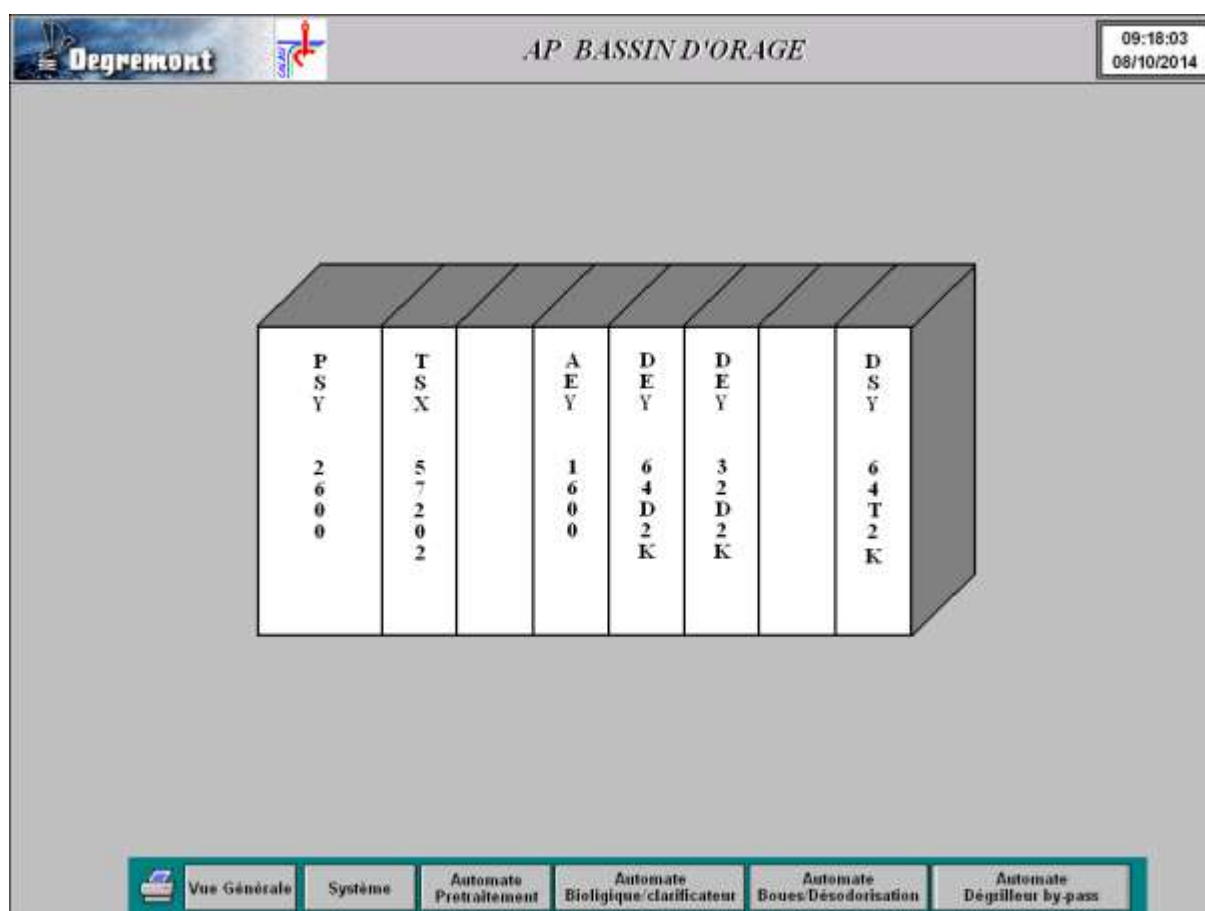 Degremont
AP BASSIN D'ORAGE
09:18:03
08/10/2014
PSY 2600
TSX 57202
AEY 1600
DEY 64D2K
DEY 32D2K
DSY 64T2K
Vue Générale
Système
Automate
Pretraitement
Automate
Bioligique/clarificateur
Automate
Boues/Désodorisation
Automate
Dégrilleur by-pass